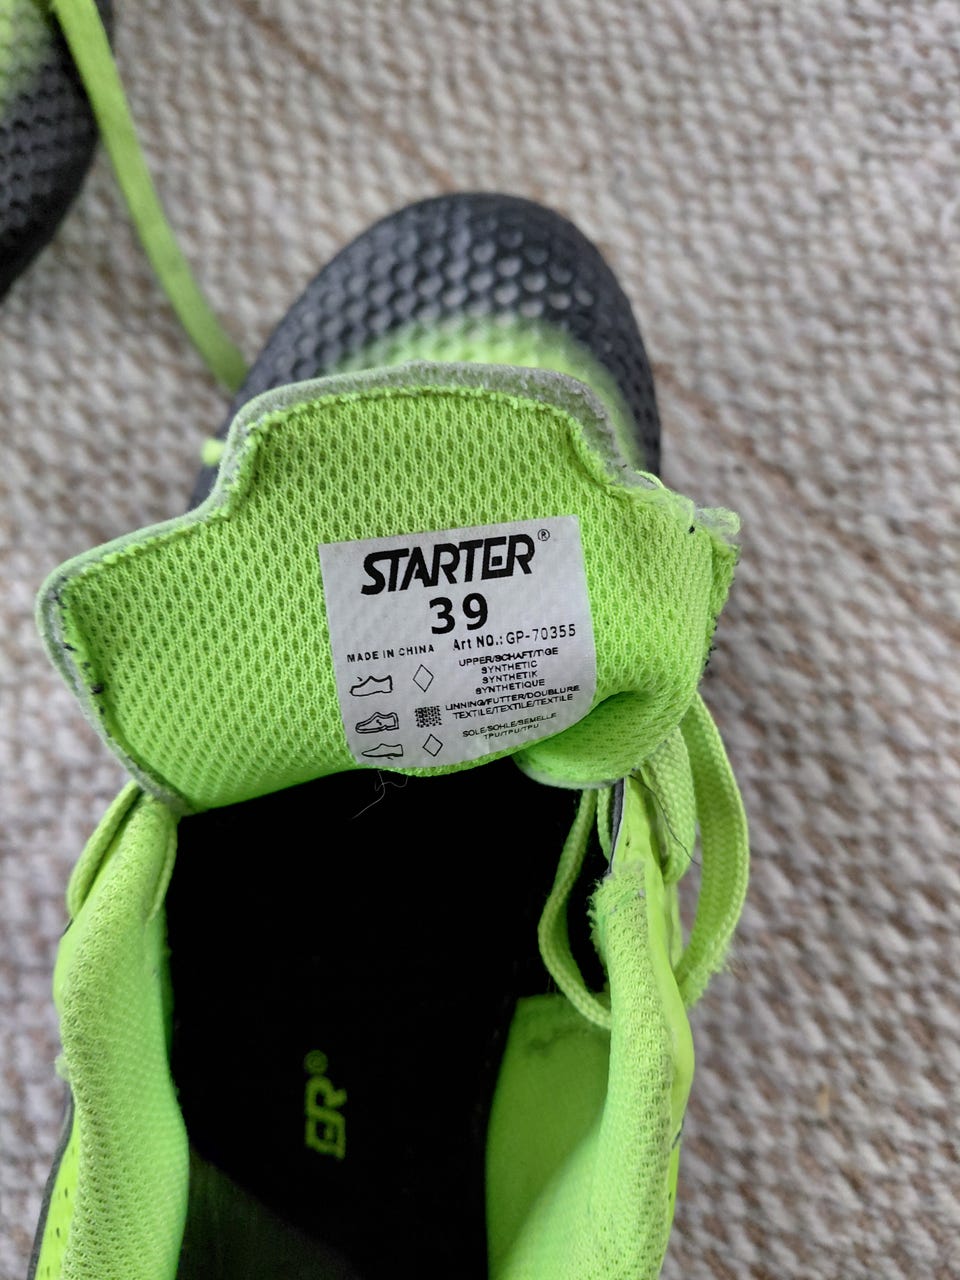 STARTER®
39
Art NO.: GP-70355
MADE IN CHINA
UPPER/SCHAFT/TIGE
SYNTHETIC
SYNTHETIK
SYNTHETIQUE
LINNING/FUTTER/DOUBLURE
TEXTILE/TEXTILE/TEXTILE
SOLE/SOHLE/SEMELLE
TPU/TPU/TPU
ER®